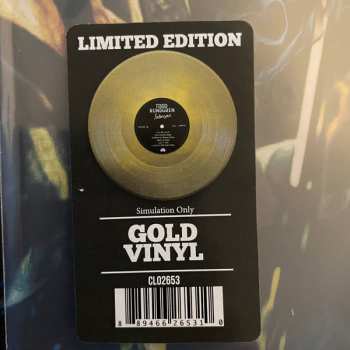 LIMITED EDITION
TODD
RUNDGREN
Simulation Only
GOLD
VINYL
CLO2653
8 89466 26531 0